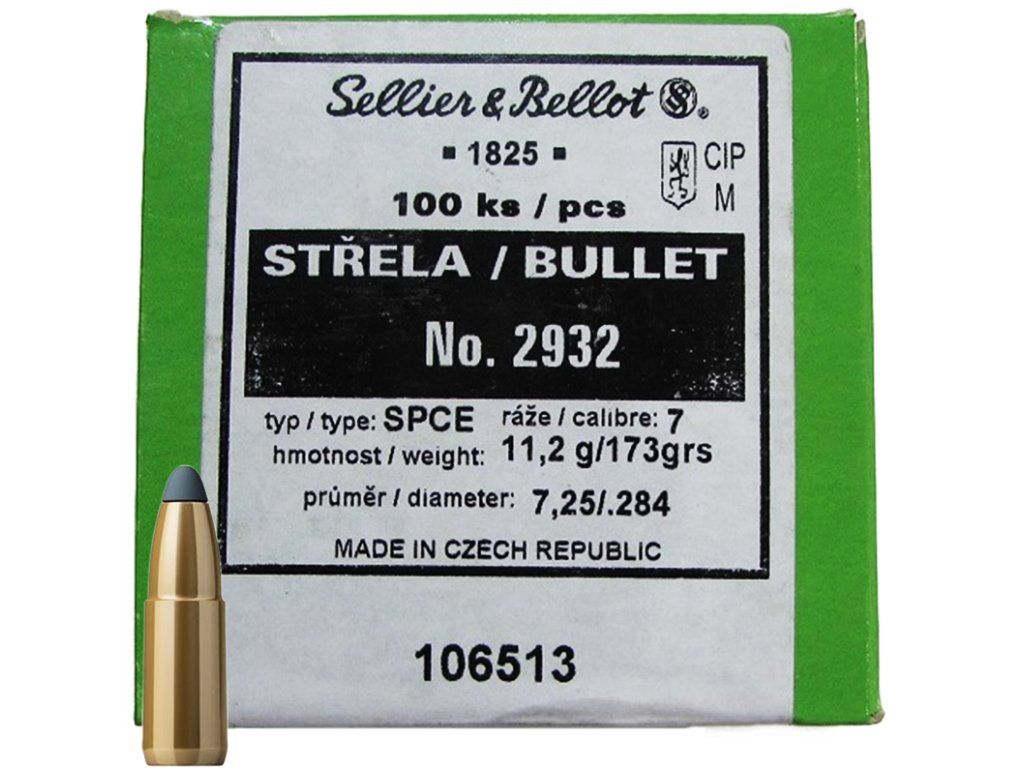 Sellier & Bellot SB®
▪ 1825 ▪
CIP
M
100 ks / pcs
STŘELA / BULLET
No. 2932
typ / type: SPCE ráže / calibre: 7
hmotnost / weight: 11,2 g/173grs
průměr / diameter: 7,25/.284
MADE IN CZECH REPUBLIC
106513